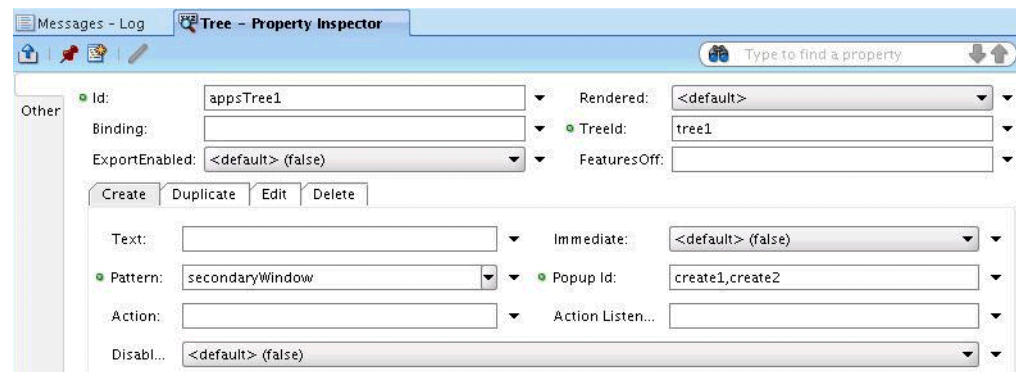 Messages - Log
Tree - Property Inspector
Type to find a property
Other
Id: appsTree1 Rendered: <default>
Binding: TreeId: tree1
ExportEnabled: <default> (false) FeaturesOff:
Create Duplicate Edit Delete
Text: Immediate: <default> (false)
Pattern: secondaryWindow Popup Id: create1,create2
Action: Action Listen...
Disabl... <default> (false)